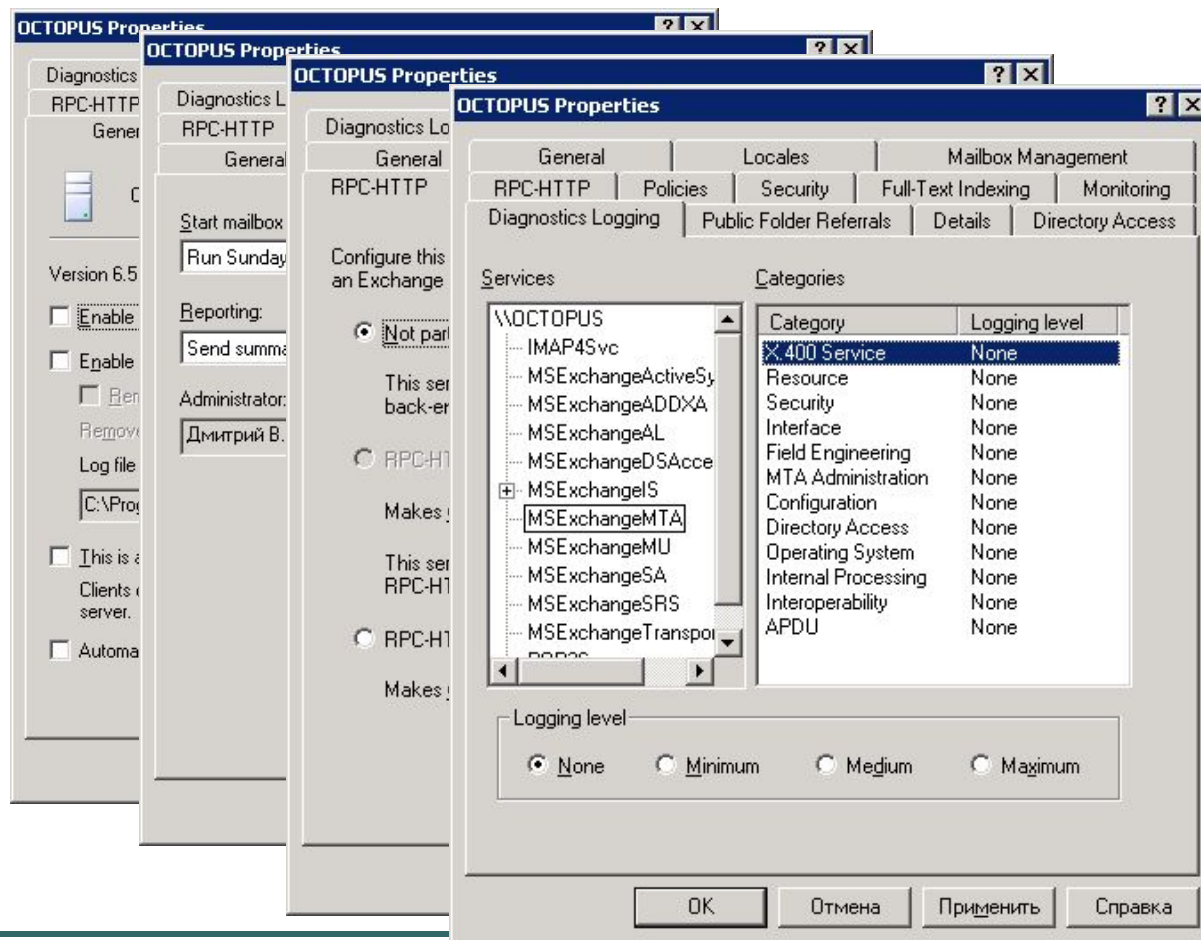 OCTOPUS Properties
Diagnostics
RPC-HTTP
Gener
Version 6.5
Enable
Enable
Remove
Log file
C:\Prog
This is a
Clients
server.
Automa
OCTOPUS Properties
Diagnostics L
RPC-HTTP
General
Start mailbox
Run Sunday
Reporting:
Send summa
Administrator:
Дмитрий В.
OCTOPUS Properties
Diagnostics Lo
General
RPC-HTTP
Configure this
an Exchange
Not part
This ser
back-en
RPC-HT
Makes
This ser
RPC-HT
RPC-HT
Makes
OCTOPUS Properties
General Locales Mailbox Management
RPC-HTTP Policies Security Full-Text Indexing Monitoring
Diagnostics Logging Public Folder Referrals Details Directory Access
Services
\\OCTOPUS
IMAP4Svc
MSExchangeActiveSy
MSExchangeADDXA
MSExchangeAL
MSExchangeDSAcce
MSExchangeIS
MSExchangeMTA
MSExchangeMU
MSExchangeSA
MSExchangeSRS
MSExchangeTranspor
Categories
Category Logging level
X.400 Service None
Resource None
Security None
Interface None
Field Engineering None
MTA Administration None
Configuration None
Directory Access None
Operating System None
Internal Processing None
Interoperability None
APDU None
Logging level
None Minimum Medium Maximum
OK Отмена Применить Справка